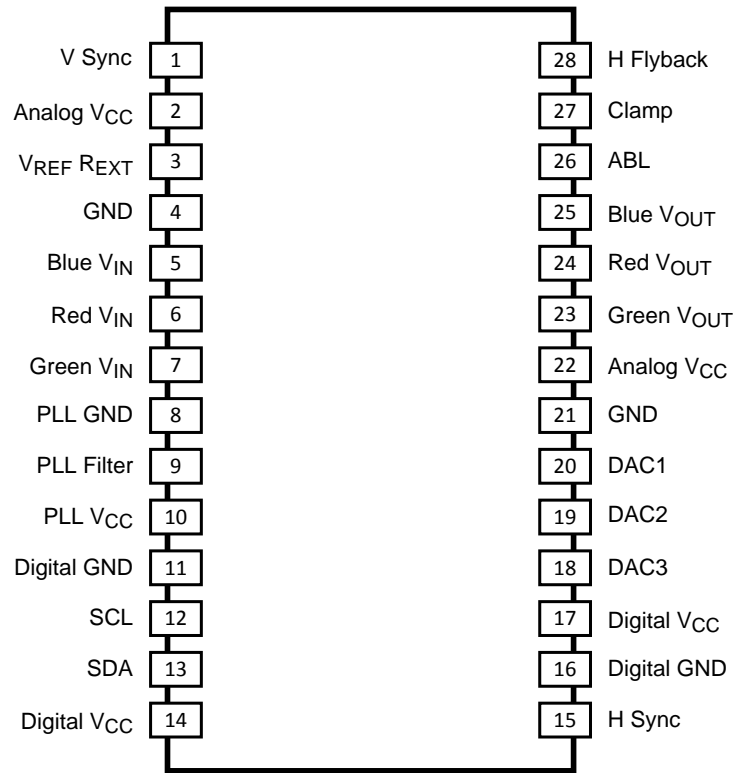 V Sync 1 28 H Flyback
Analog VCC 2 27 Clamp
VREF REXT 3 26 ABL
GND 4 25 Blue VOUT
Blue VIN 5 24 Red VOUT
Red VIN 6 23 Green VOUT
Green VIN 7 22 Analog VCC
PLL GND 8 21 GND
PLL Filter 9 20 DAC1
PLL VCC 10 19 DAC2
Digital GND 11 18 DAC3
SCL 12 17 Digital VCC
SDA 13 16 Digital GND
Digital VCC 14 15 H Sync